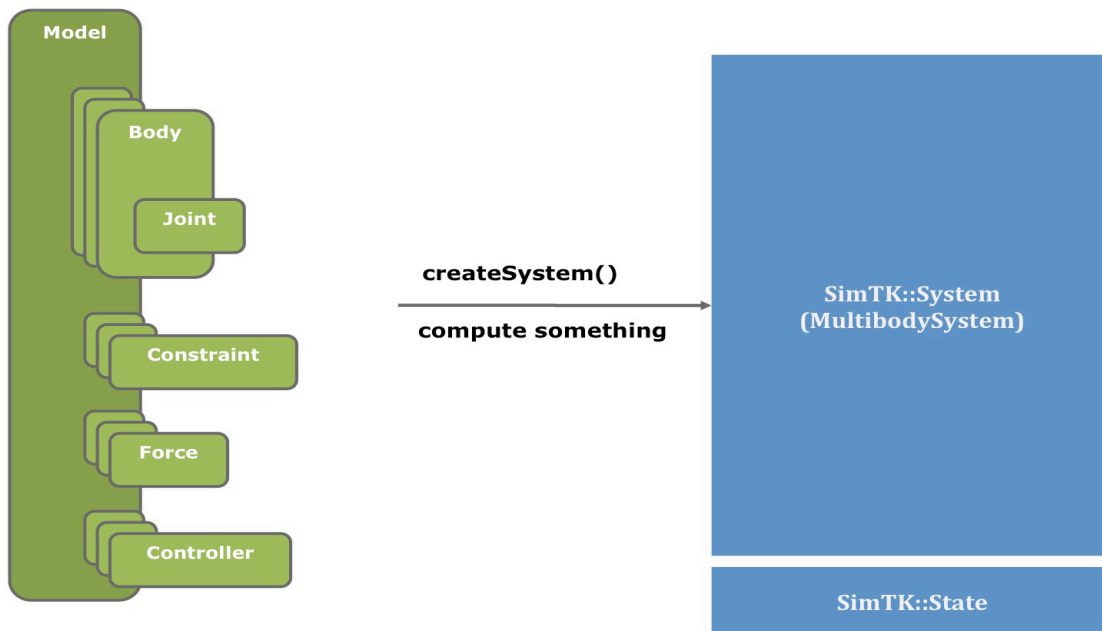 Model
Body
Joint
Constraint
Force
Controller
createSystem()
compute something
SimTK::System
(MultibodySystem)
SimTK::State